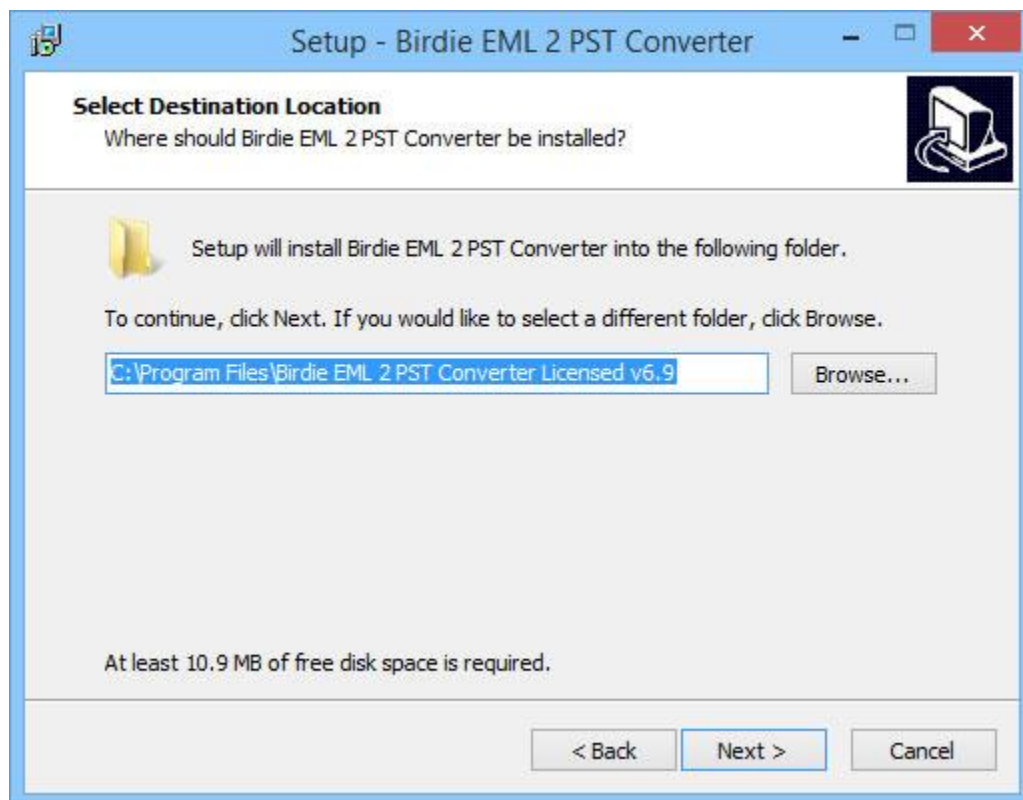 Setup - Birdie EML 2 PST Converter
Select Destination Location
Where should Birdie EML 2 PST Converter be installed?
Setup will install Birdie EML 2 PST Converter into the following folder.
To continue, click Next. If you would like to select a different folder, click Browse.
C:\Program Files\Birdie EML 2 PST Converter Licensed v6.9
Browse...
At least 10.9 MB of free disk space is required.
< Back
Next >
Cancel